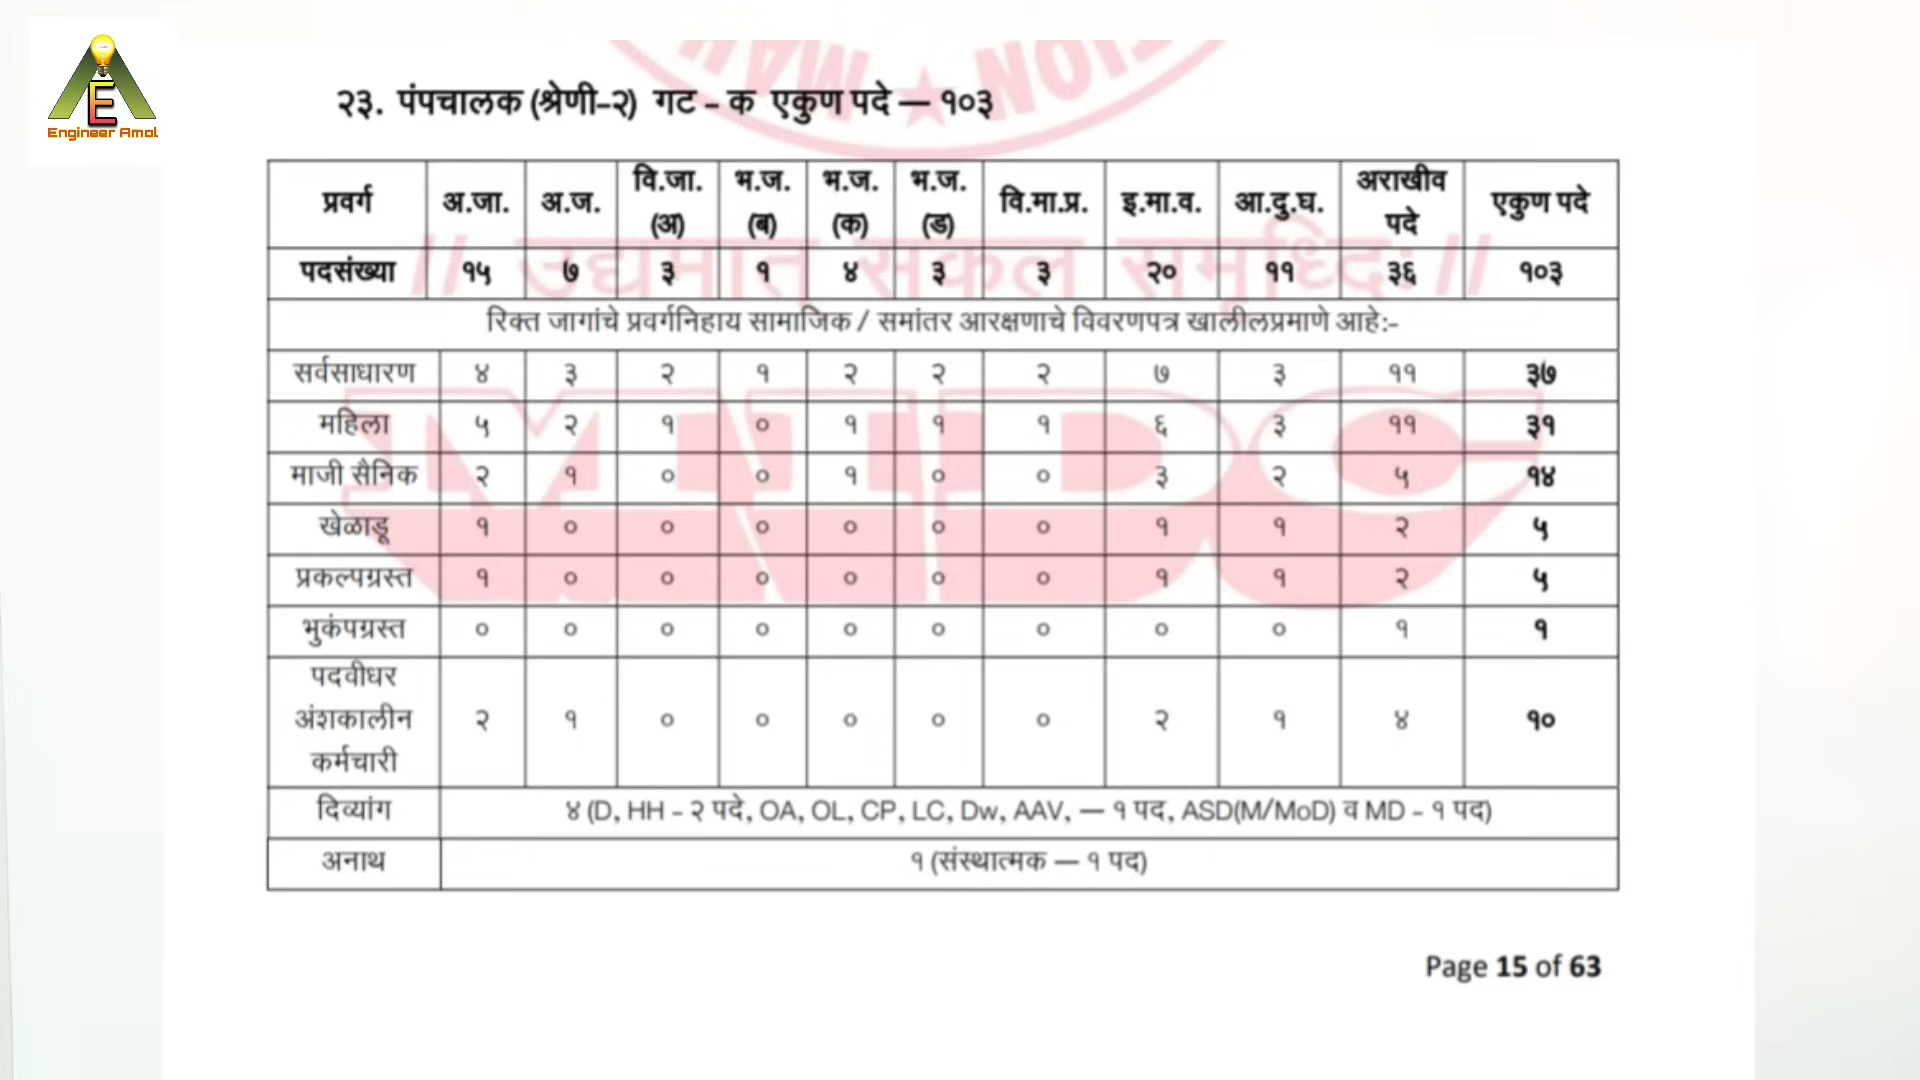 Engineer Amol
२३. पंपचालक (श्रेणी–२) गट – क एकुण पदे — १०३
प्रवर्ग अ.जा. अ.ज. वि.जा. (अ) भ.ज. (ब) भ.ज. (क) भ.ज. (ड) वि.मा.प्र. इ.मा.व. आ.दु.घ. अराखीव पदे एकुण पदे
पदसंख्या १५ ७ ३ १ ४ ३ ३ २० ११ ३६ १०३
रिक्त जागांचे प्रवर्गनिहाय सामाजिक / समांतर आरक्षणाचे विवरणपत्र खालीलप्रमाणे आहे:-
सर्वसाधारण ४ ३ २ १ २ २ २ ७ ३ ११ ३७
महिला ५ २ १ ० १ १ १ ६ ३ ११ ३१
माजी सैनिक २ १ ० ० १ ० ० ३ २ ५ १४
खेळाडू १ ० ० ० ० ० ० १ १ २ ५
प्रकल्पग्रस्त १ ० ० ० ० ० ० १ १ २ ५
भुकंपग्रस्त ० ० ० ० ० ० ० ० ० १ १
पदवीधर
अंशकालीन २ १ ० ० ० ० ० २ १ ४ १०
कर्मचारी
दिव्यांग ४ (D, HH – २ पदे, OA, OL, CP, LC, Dw, AAV, — १ पद, ASD(M/MoD) व MD – १ पद)
अनाथ १ (संस्थात्मक — १ पद)
// उद्यमात् सकल समृध्दिः //
MIDC
Page 15 of 63